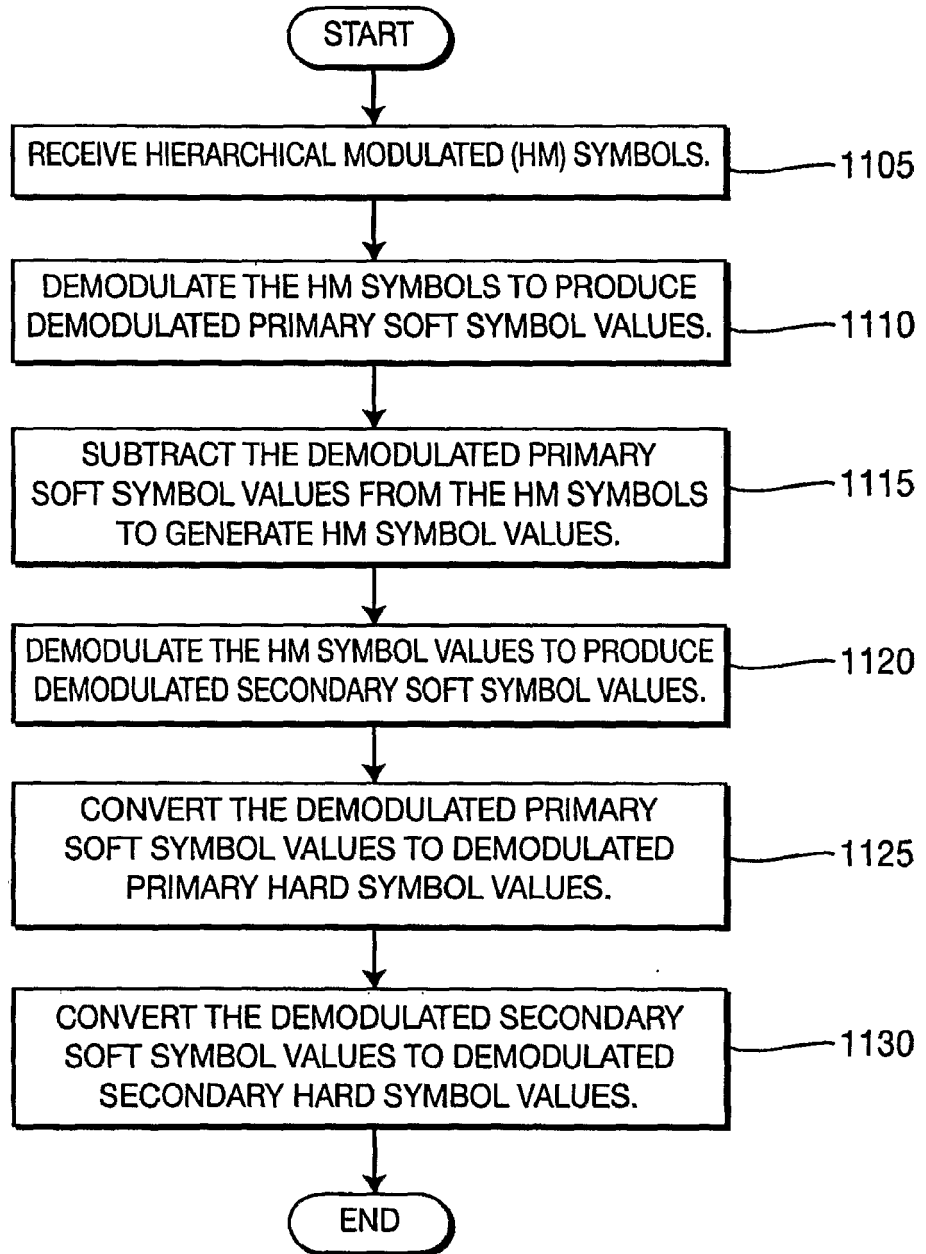 START
RECEIVE HIERARCHICAL MODULATED (HM) SYMBOLS.
1105
DEMODULATE THE HM SYMBOLS TO PRODUCE
DEMODULATED PRIMARY SOFT SYMBOL VALUES.
1110
SUBTRACT THE DEMODULATED PRIMARY
SOFT SYMBOL VALUES FROM THE HM SYMBOLS
TO GENERATE HM SYMBOL VALUES.
1115
DEMODULATE THE HM SYMBOL VALUES TO PRODUCE
DEMODULATED SECONDARY SOFT SYMBOL VALUES.
1120
CONVERT THE DEMODULATED PRIMARY
SOFT SYMBOL VALUES TO DEMODULATED
PRIMARY HARD SYMBOL VALUES.
1125
CONVERT THE DEMODULATED SECONDARY
SOFT SYMBOL VALUES TO DEMODULATED
SECONDARY HARD SYMBOL VALUES.
1130
END